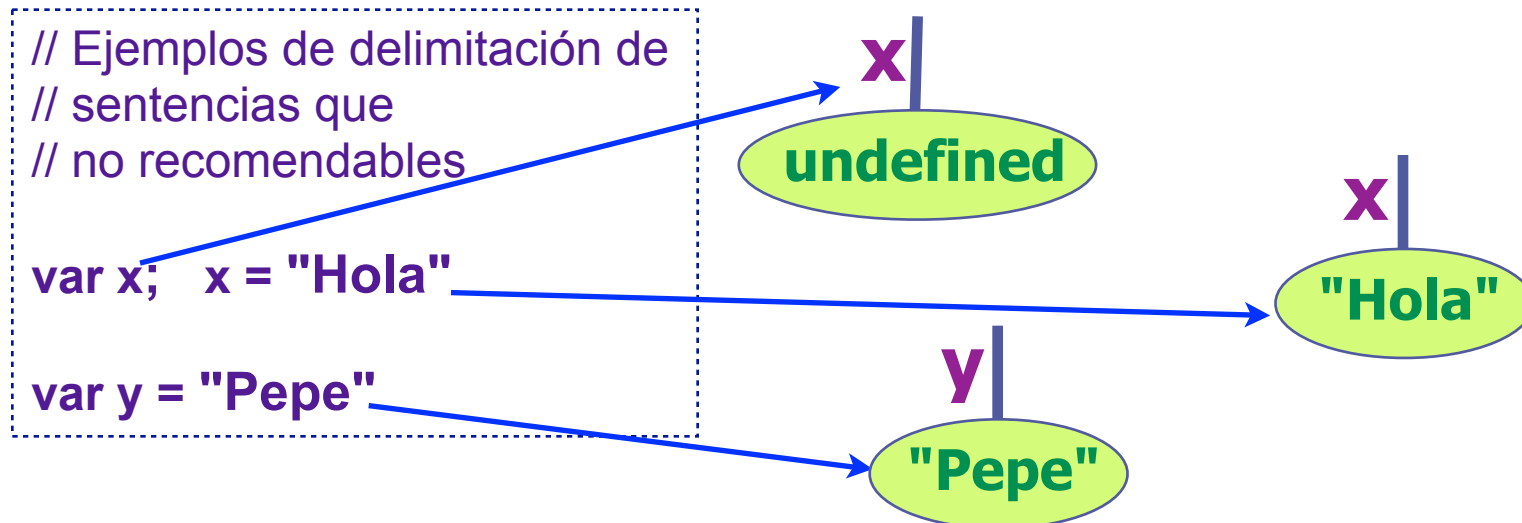 // Ejemplos de delimitación de
// sentencias que
// no recomendables
var x;   x = "Hola"
var y = "Pepe"
x
undefined
x
"Hola"
y
"Pepe"